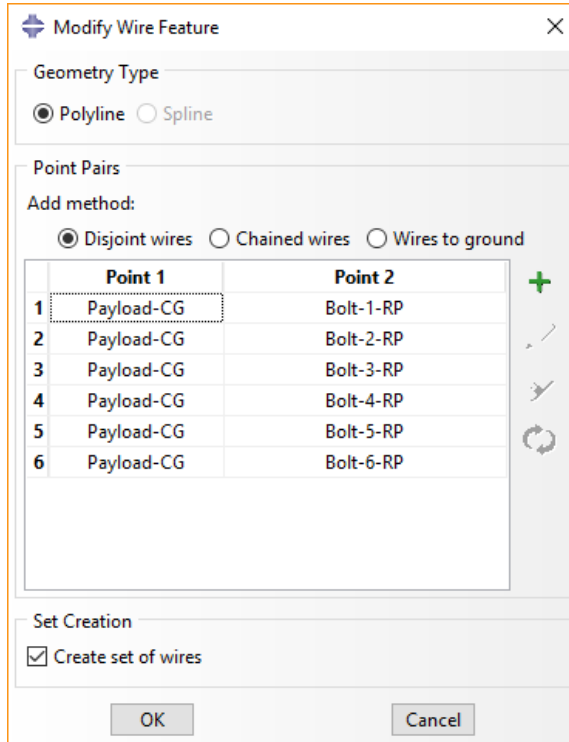 Modify Wire Feature
Geometry Type
Polyline Spline
Point Pairs
Add method:
Disjoint wires Chained wires Wires to ground
Point 1 Point 2
1 Payload-CG Bolt-1-RP
2 Payload-CG Bolt-2-RP
3 Payload-CG Bolt-3-RP
4 Payload-CG Bolt-4-RP
5 Payload-CG Bolt-5-RP
6 Payload-CG Bolt-6-RP
Set Creation
Create set of wires
OK Cancel